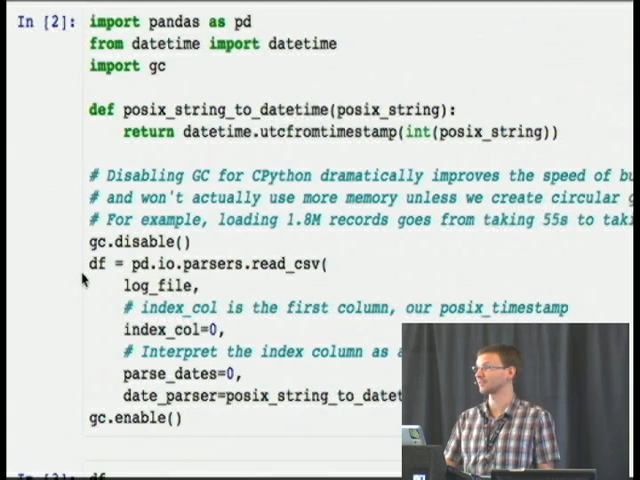 In [2]: import pandas as pd
from datetime import datetime
import gc
def posix_string_to_datetime(posix_string):
return datetime.utcfromtimestamp(int(posix_string))
# Disabling GC for CPython dramatically improves the speed of
# and won't actually use more memory unless we create circular
# For example, loading 1.8M records goes from taking 55s to
gc.disable()
df = pd.io.parsers.read_csv(
log_file,
# index_col is the first column, our posix_timestamp
index_col=0,
# Interpret the index column as
parse_dates=0,
date_parser=posix_string_to_datet
gc.enable()
In [3]: df